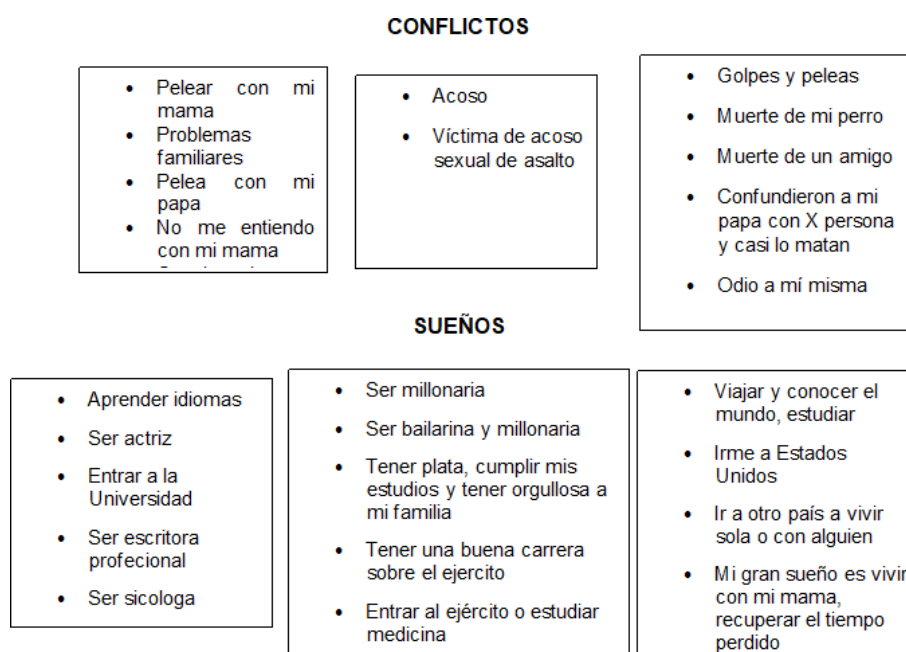 CONFLICTOS
• Pelear con mi
mama
• Problemas
familiares
• Pelea con mi
papa
• No me entiendo
con mi mama
• Acoso
• Víctima de acoso
sexual de asalto
• Golpes y peleas
• Muerte de mi perro
• Muerte de un amigo
• Confundieron a mi
papa con X persona
y casi lo matan
• Odio a mí misma
SUEÑOS
• Aprender idiomas
• Ser actriz
• Entrar a la
Universidad
• Ser escritora
profecional
• Ser sicologa
• Ser millonaria
• Ser bailarina y millonaria
• Tener plata, cumplir mis
estudios y tener orgullosa a
mi familia
• Tener una buena carrera
sobre el ejercito
• Entrar al ejército o estudiar
medicina
• Viajar y conocer el
mundo, estudiar
• Irme a Estados
Unidos
• Ir a otro país a vivir
sola o con alguien
• Mi gran sueño es vivir
con mi mama,
recuperar el tiempo
perdido